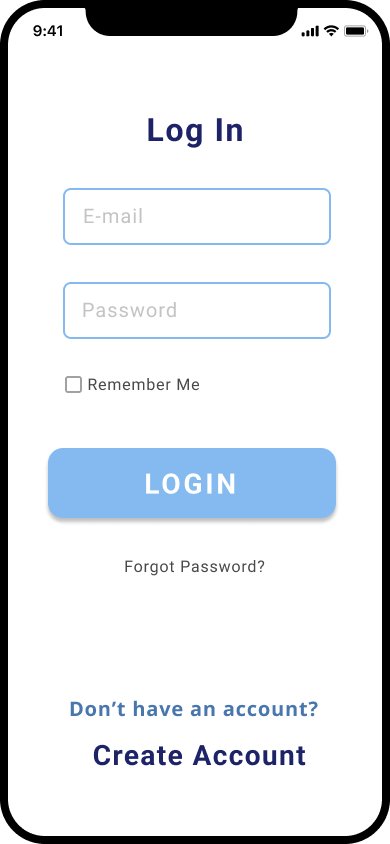 9:41
Log In
E-mail
Password
Remember Me
LOGIN
Forgot Password?
Don’t have an account?
Create Account